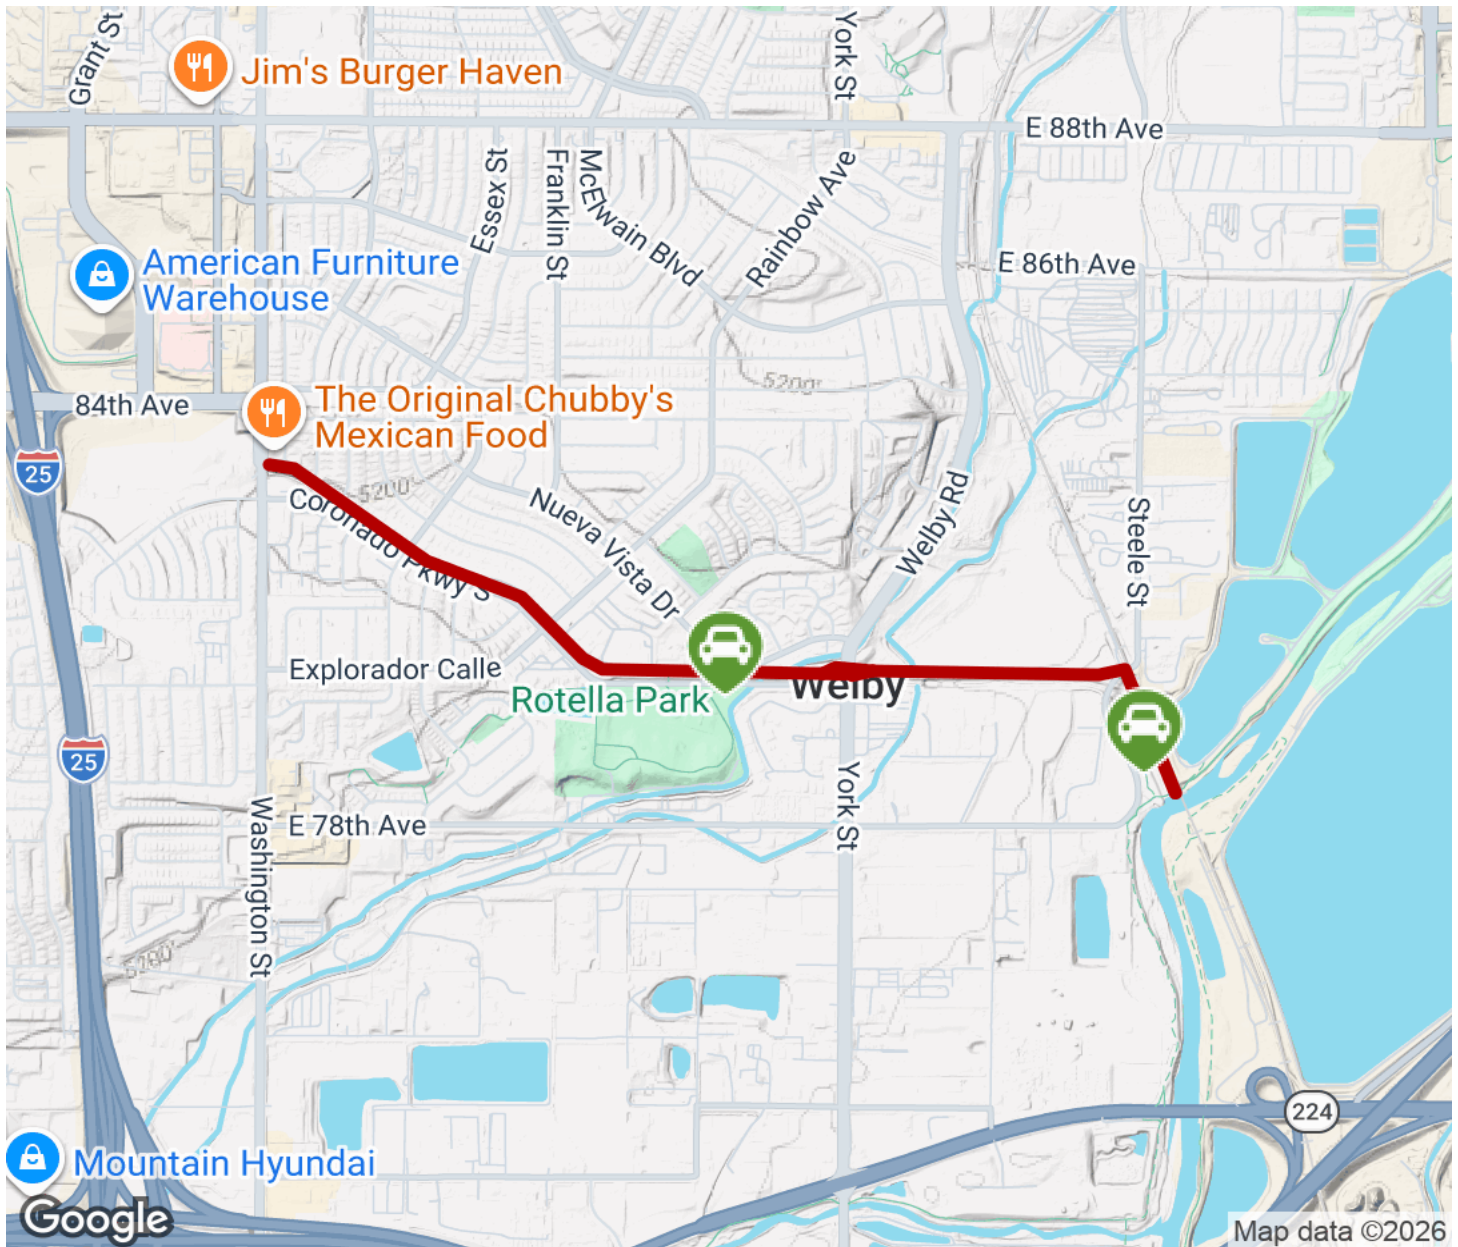 Grant St
York St
Jim's Burger Haven
E 88th Ave
Essex St
Franklin St
McElwain Blvd
Rainbow Ave
American Furniture
Warehouse
E 86th Ave
5200'
84th Ave
The Original Chubby's
Mexican Food
25
5200'
Coronado Pkwy S
Nueva Vista Dr
Welby Rd
Steele St
Explorador Calle
Rotella Park
Welby
25
Washington St
E 78th Ave
York St
5200'
224
Mountain Hyundai
Google
Map data ©2026